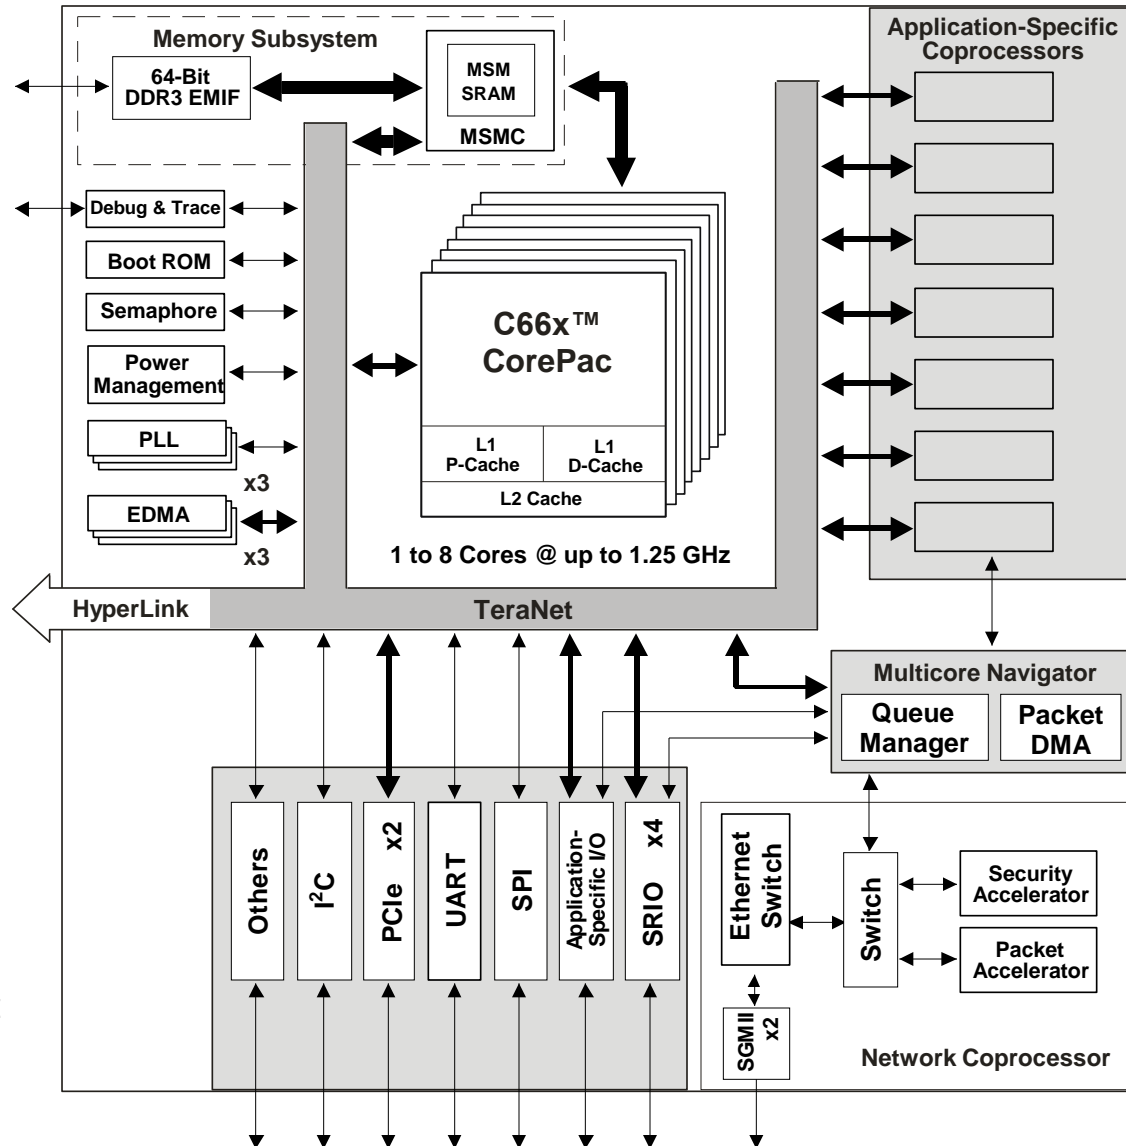 Memory Subsystem
64-Bit
DDR3 EMIF
MSM
SRAM
MSMC
Application-Specific
Coprocessors
Debug & Trace
Boot ROM
Semaphore
Power
Management
PLL
x3
EDMA
x3
C66x™
CorePac
L1
P-Cache
L1
D-Cache
L2 Cache
1 to 8 Cores @ up to 1.25 GHz
HyperLink
TeraNet
Multicore Navigator
Queue
Manager
Packet
DMA
Others
I²C
PCIe x2
UART
SPI
Application-
Specific I/O
SRIO x4
Ethernet
Switch
Switch
Security
Accelerator
Packet
Accelerator
SGMII
x2
Network Coprocessor